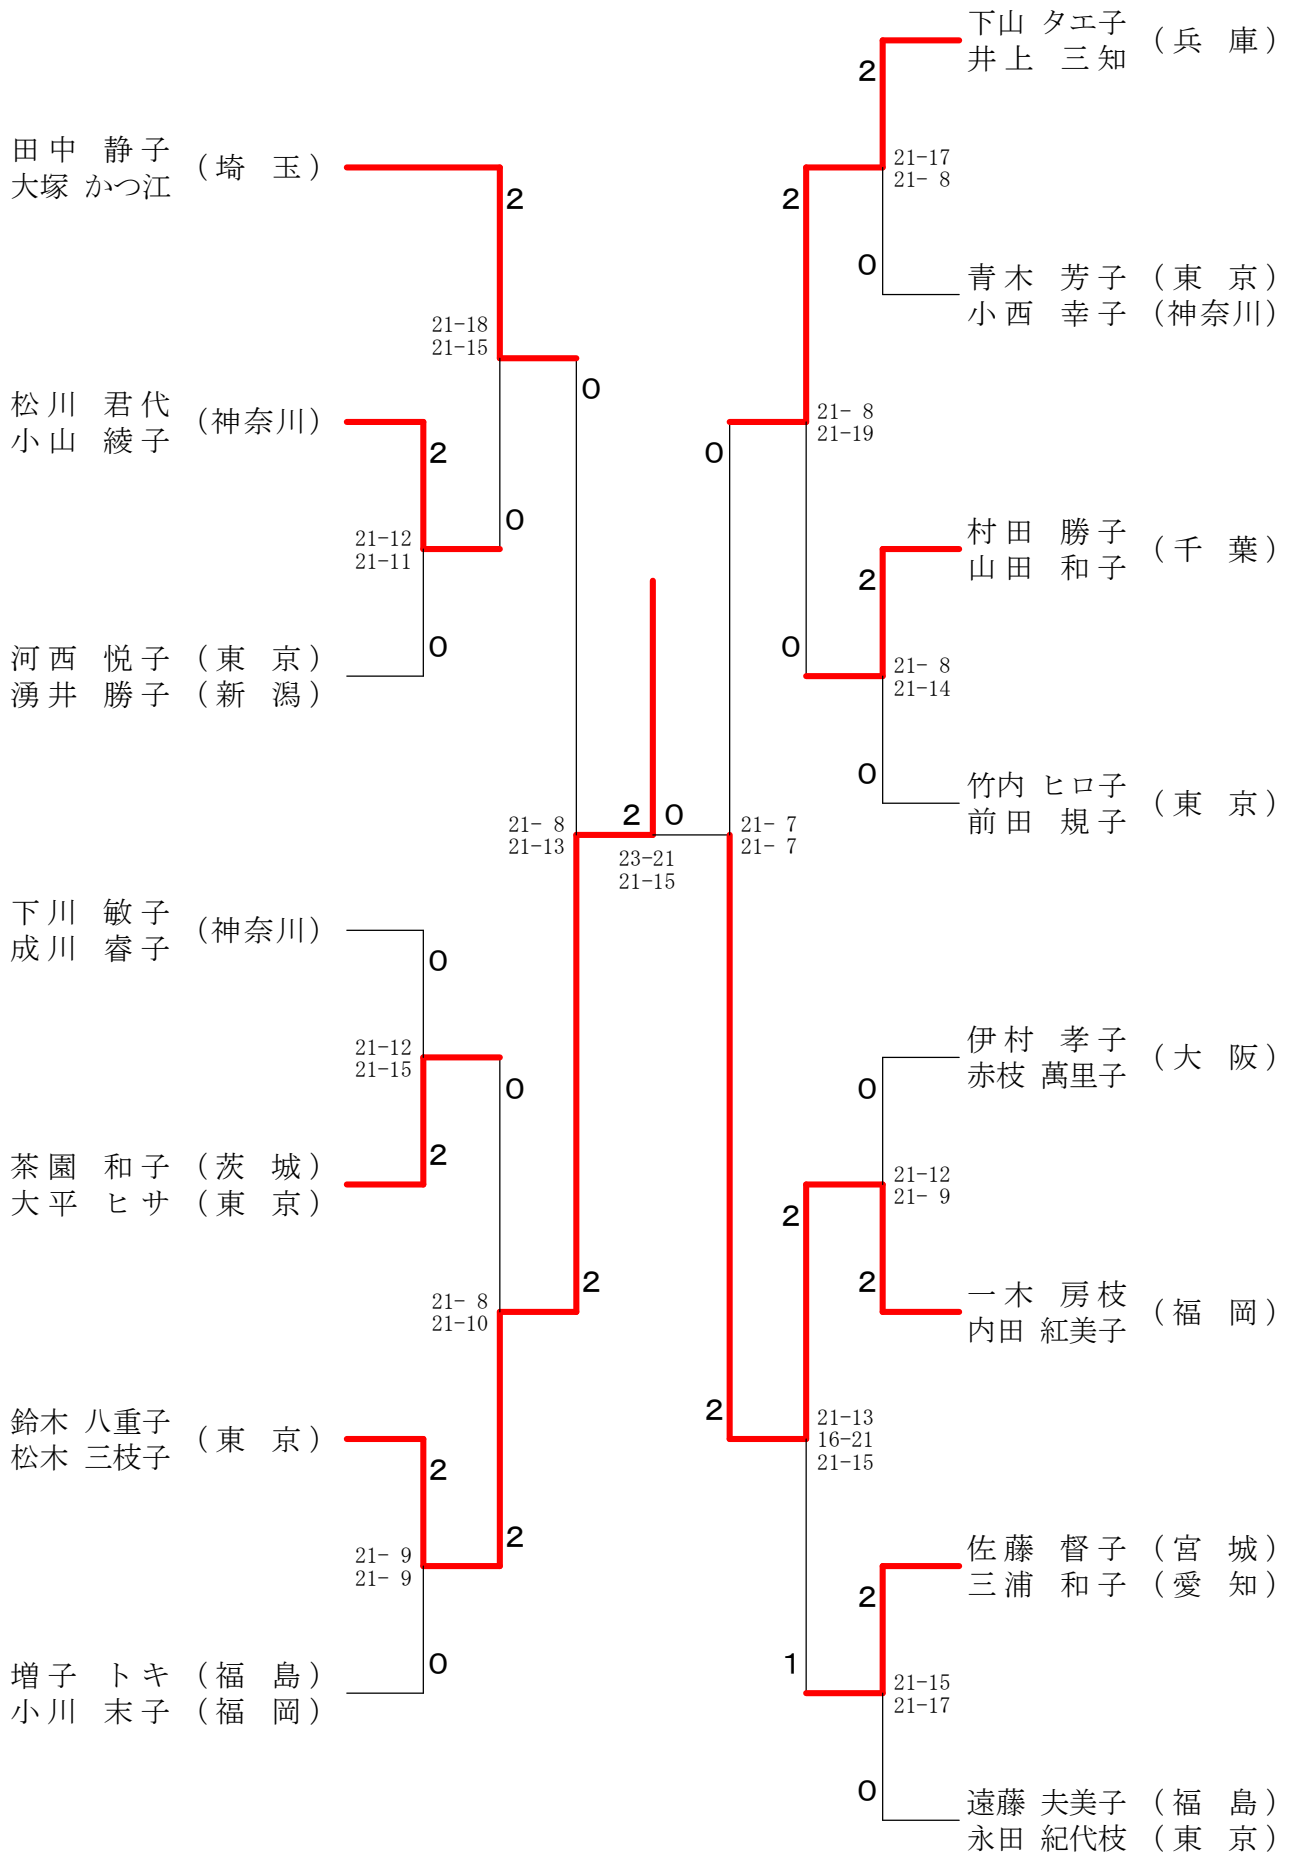 田中 静子
大塚 かつ江
（埼 玉）
2
21-18
21-15
0
松川 君代
小山 綾子
（神奈川）
2
0
21-12
21-11
0
河西 悦子（東 京）
湧井 勝子（新 潟）
21- 8
21-13
下川 敏子
成川 睿子
（神奈川）
0
21-12
21-15
0
2
茶園 和子（茨 城）
大平 ヒサ（東 京）
21- 8
21-10
2
鈴木 八重子
松木 三枝子
（東 京）
2
2
21- 9
21- 9
0
増子 トキ（福 島）
小川 末子（福 岡）
2 0
23-21
21-15
下山 タエ子
井上 三知
（兵 庫）
2
21-17
21- 8
2
0
青木 芳子（東 京）
小西 幸子（神奈川）
21- 8
21-19
0
村田 勝子
山田 和子
（千 葉）
2
0
21- 8
21-14
0
竹内 ヒロ子
前田 規子
（東 京）
21- 7
21- 7
伊村 孝子
赤枝 萬里子
（大 阪）
0
21-12
21- 9
2
2
一木 房枝
内田 紅美子
（福 岡）
2
21-13
16-21
21-15
佐藤 督子（宮 城）
三浦 和子（愛 知）
2
1
21-15
21-17
0
遠藤 夫美子（福 島）
永田 紀代枝（東 京）